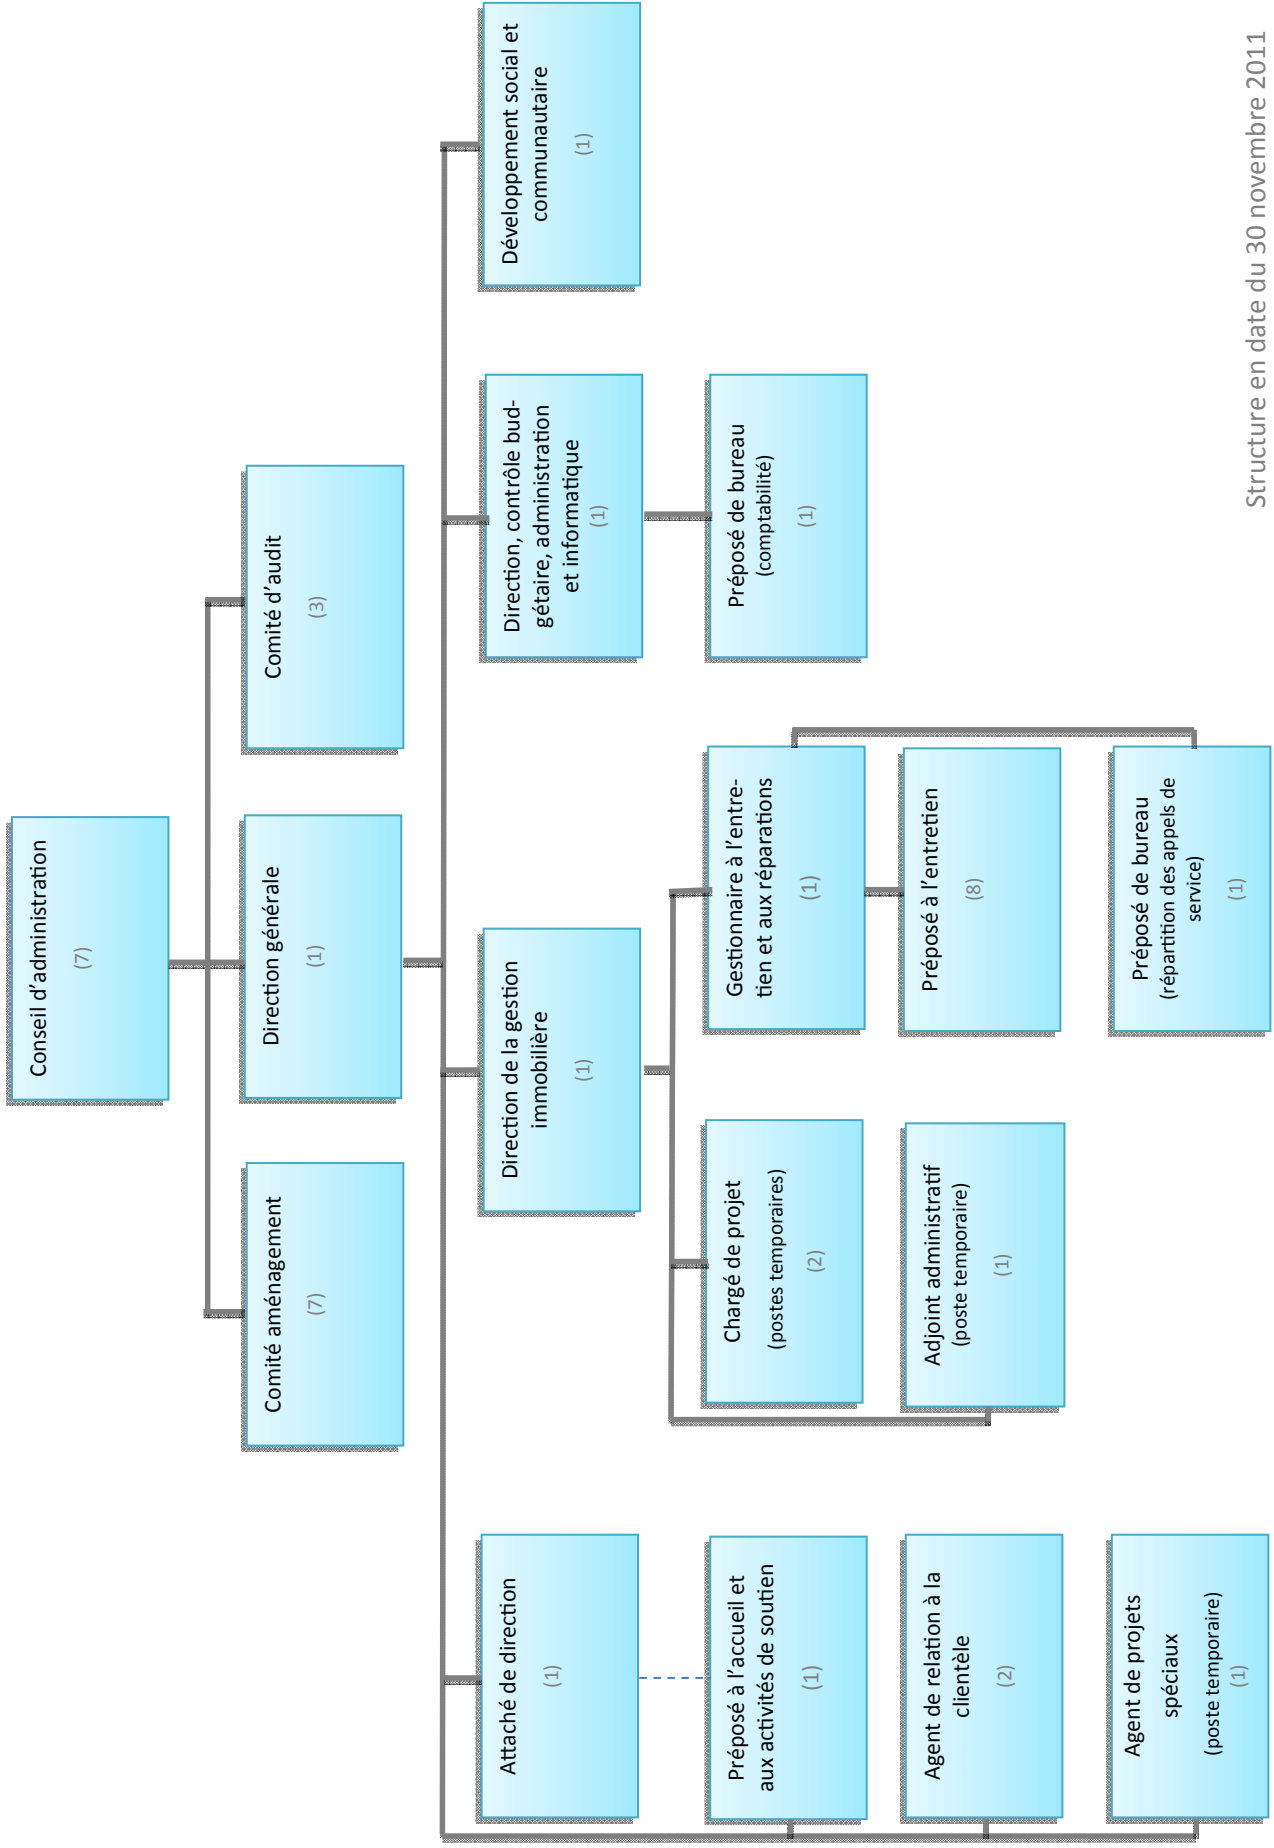 Conseil d’administration
(7)
Comité aménagement
(7)
Direction générale
(1)
Comité d’audit
(3)
Attaché de direction
(1)
Direction de la gestion
immobilière
(1)
Direction, contrôle bud-
gétaire, administration
et informatique
(1)
Développement social et
communautaire
(1)
Préposé à l’accueil et
aux activités de soutien
(1)
Chargé de projet
(postes temporaires)
(2)
Gestionnaire à l’entre-
tien et aux réparations
(1)
Préposé de bureau
(comptabilité)
(1)
Agent de relation à la
clientèle
(2)
Adjoint administratif
(poste temporaire)
(1)
Préposé à l’entretien
(8)
Agent de projets
spéciaux
(poste temporaire)
(1)
Préposé de bureau
(répartition des appels de
service)
(1)
Structure en date du 30 novembre 2011